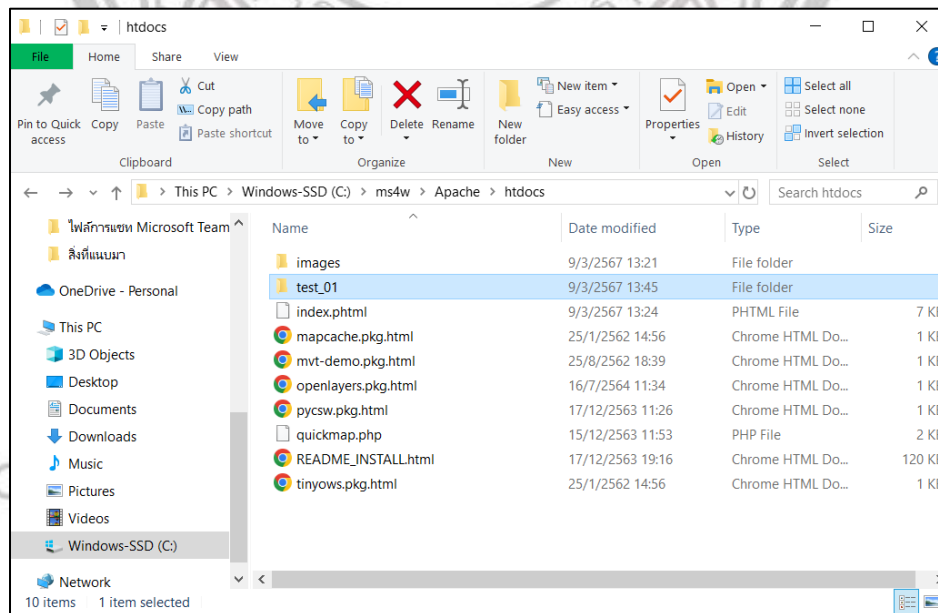 htdocs
File Home Share View
Pin to Quick access Copy Paste Cut Copy path Paste shortcut Move to Copy to Delete Rename New folder New item Easy access Properties Open Edit History Select all Select none Invert selection
Clipboard Organize New Open Select
This PC > Windows-SSD (C:) > ms4w > Apache > htdocs Search htdocs
ไฟล์การแชท Microsoft Team
สิ่งที่แนบมา
OneDrive - Personal
This PC
3D Objects
Desktop
Documents
Downloads
Music
Pictures
Videos
Windows-SSD (C:)
Network
Name Date modified Type Size
images 9/3/2567 13:21 File folder
test_01 9/3/2567 13:45 File folder
index.phtml 9/3/2567 13:24 PHTML File 7 K
mapcache.pkg.html 25/1/2562 14:56 Chrome HTML Do... 1 K
mvt-demo.pkg.html 25/8/2562 18:39 Chrome HTML Do... 1 K
openlayers.pkg.html 16/7/2564 11:34 Chrome HTML Do... 1 K
pycsw.pkg.html 17/12/2563 11:26 Chrome HTML Do... 1 K
quickmap.php 15/12/2563 11:53 PHP File 2 K
README_INSTALL.html 17/12/2563 19:16 Chrome HTML Do... 120 K
tinyows.pkg.html 25/1/2562 14:56 Chrome HTML Do... 1 K
10 items 1 item selected